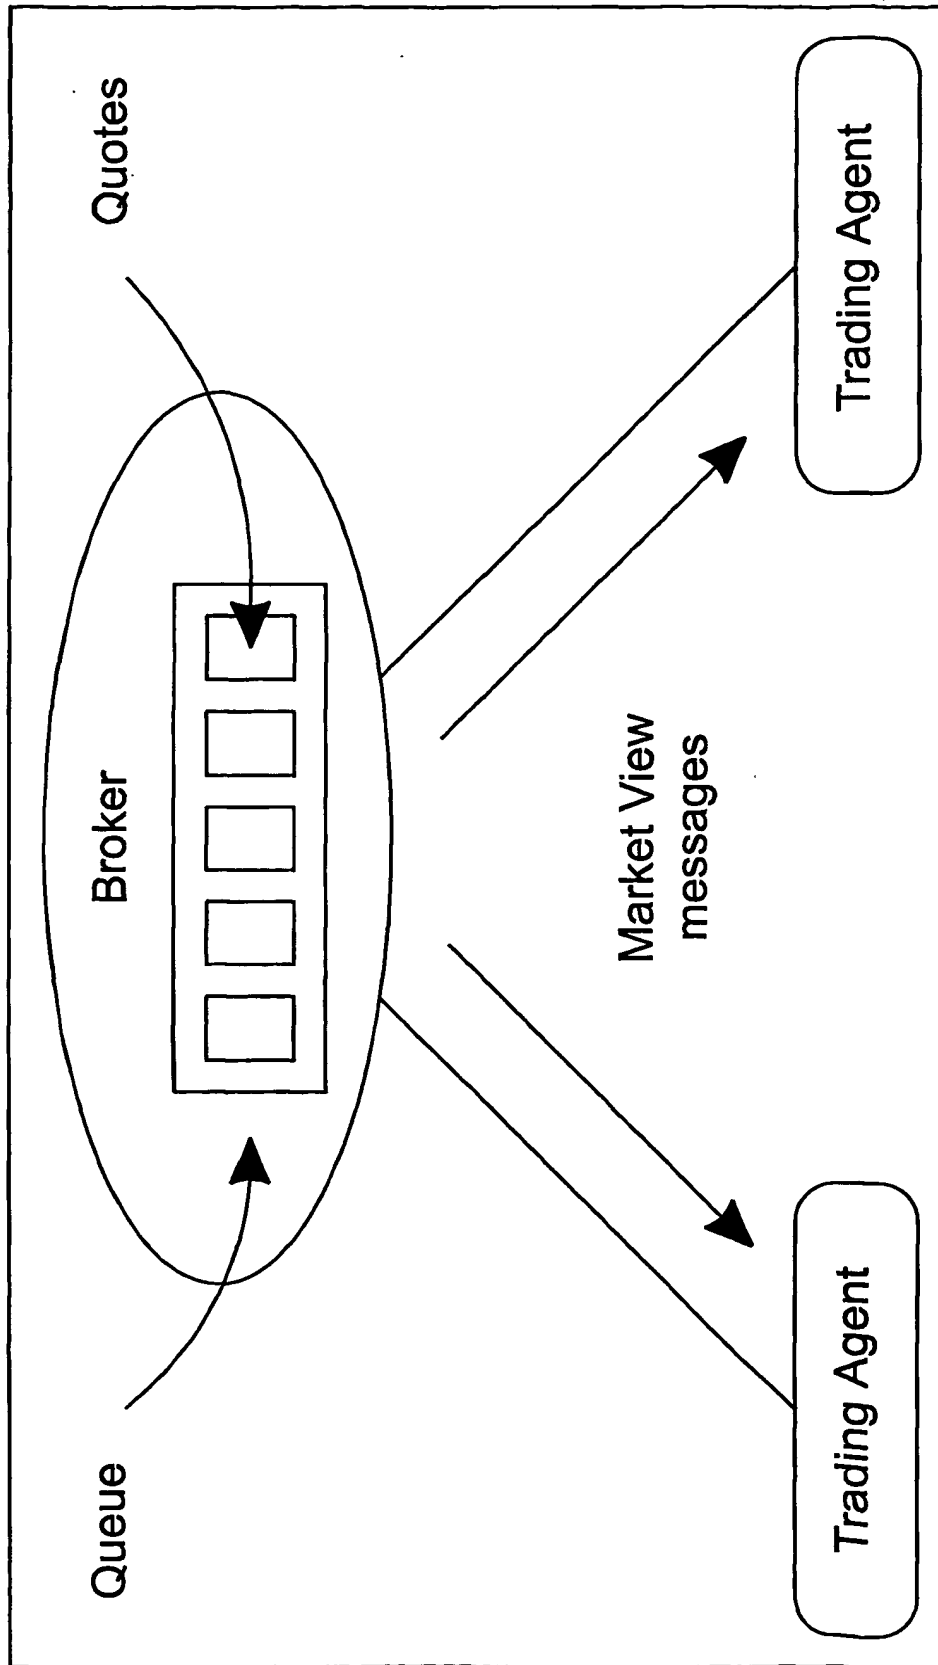 Queue
Broker
Quotes
Market View
messages
Trading Agent
Trading Agent